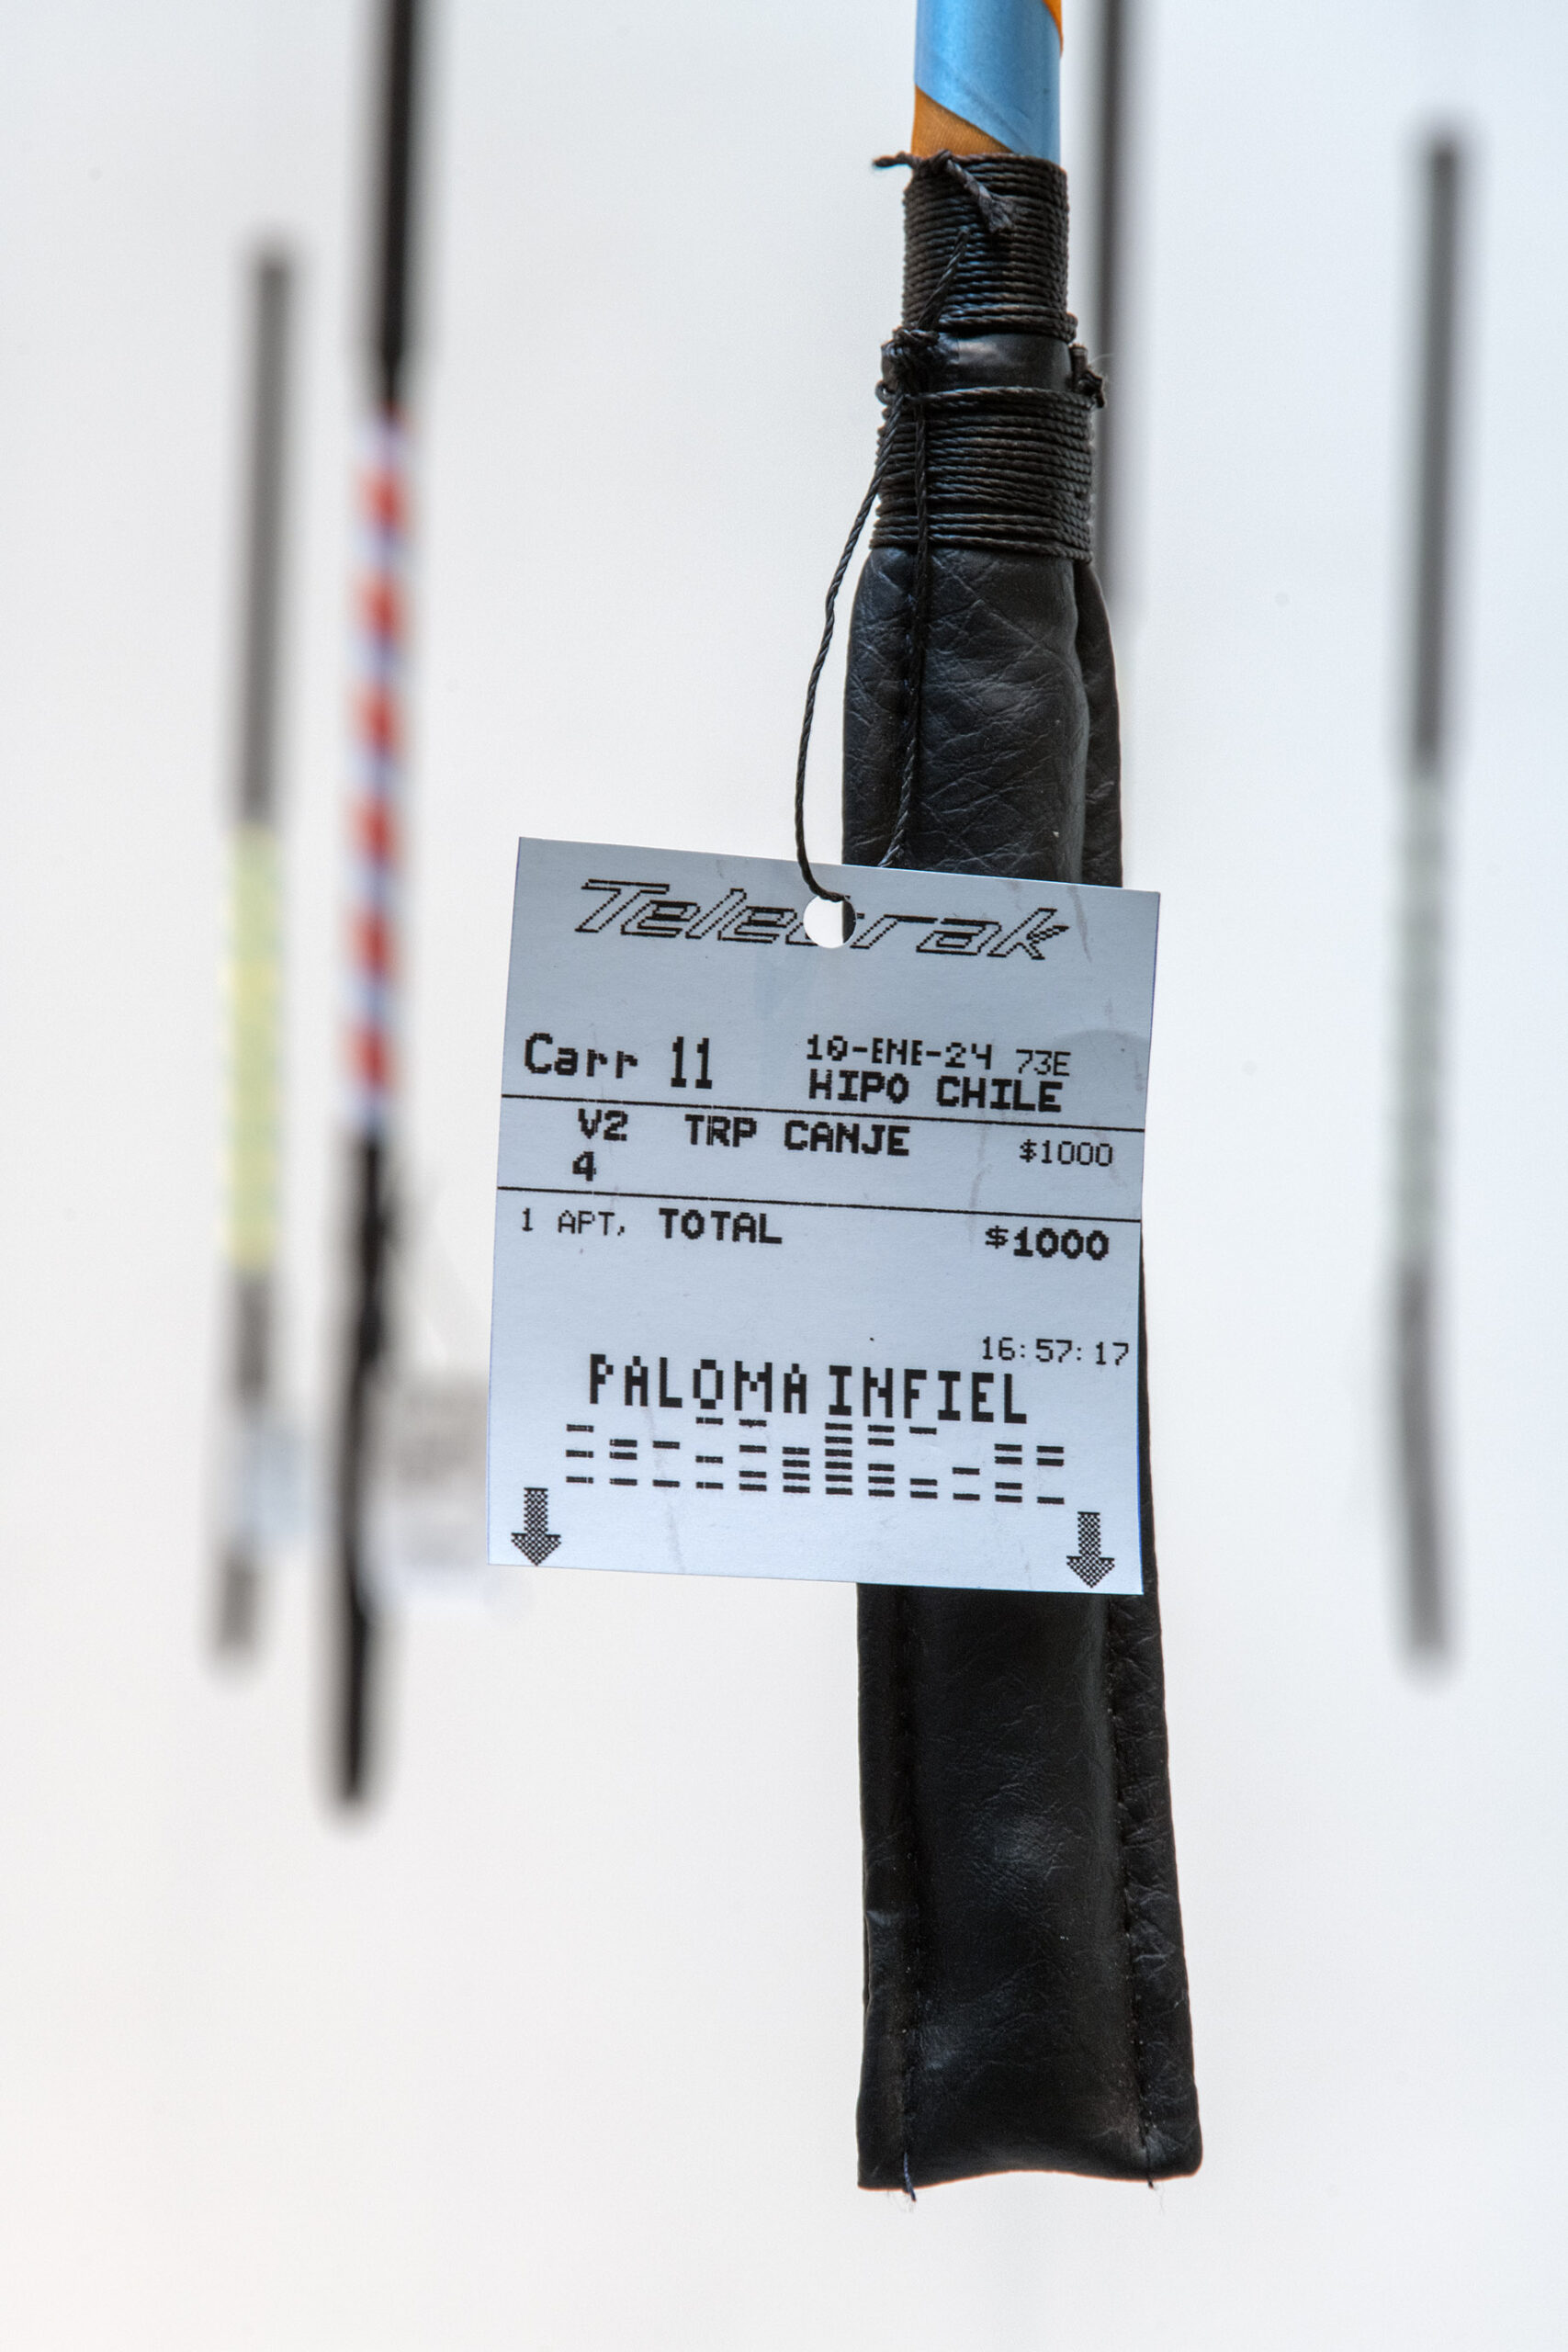 Teletrak
Carr 11 10-ENE-24 73E
HIPO CHILE
V2 TRP CANJE $1000
4
1 APT, TOTAL $1000
16:57:17
PALOMA INFIEL